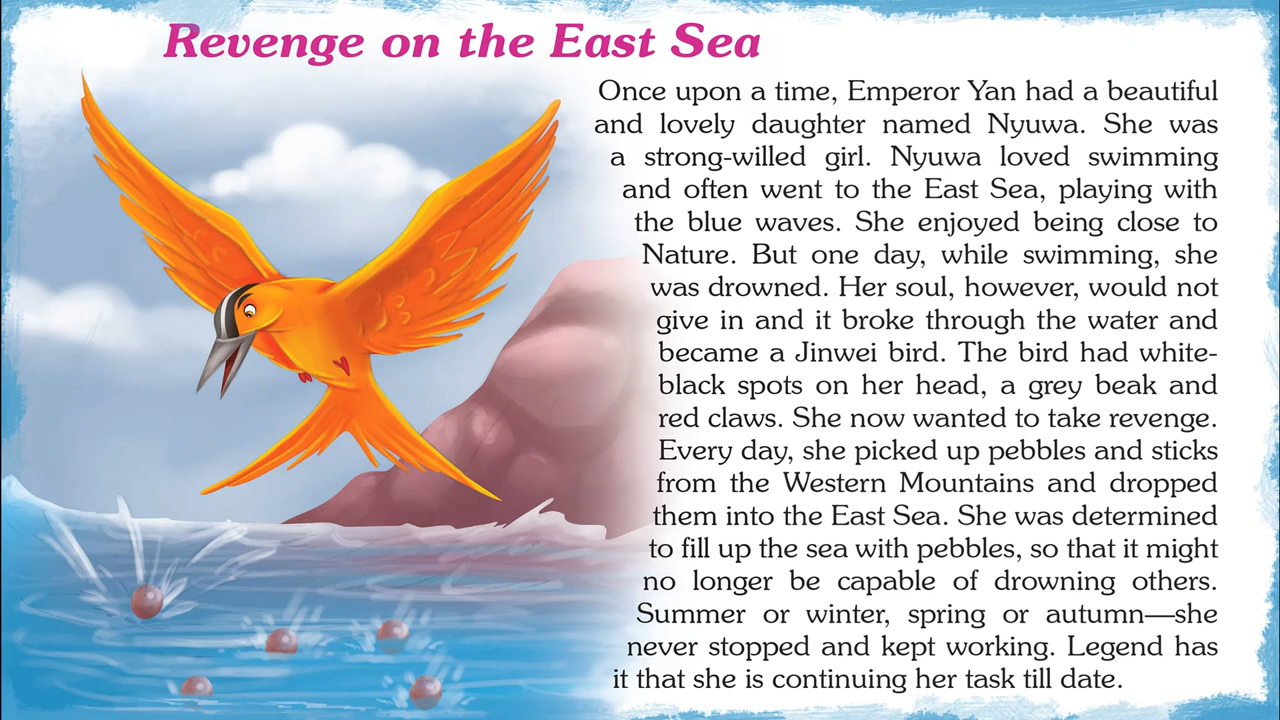 Revenge on the East Sea
Once upon a time, Emperor Yan had a beautiful
and lovely daughter named Nyuwa. She was
a strong-willed girl. Nyuwa loved swimming
and often went to the East Sea, playing with
the blue waves. She enjoyed being close to
Nature. But one day, while swimming, she
was drowned. Her soul, however, would not
give in and it broke through the water and
became a Jinwei bird. The bird had white-
black spots on her head, a grey beak and
red claws. She now wanted to take revenge.
Every day, she picked up pebbles and sticks
from the Western Mountains and dropped
them into the East Sea. She was determined
to fill up the sea with pebbles, so that it might
no longer be capable of drowning others.
Summer or winter, spring or autumn—she
never stopped and kept working. Legend has
it that she is continuing her task till date.